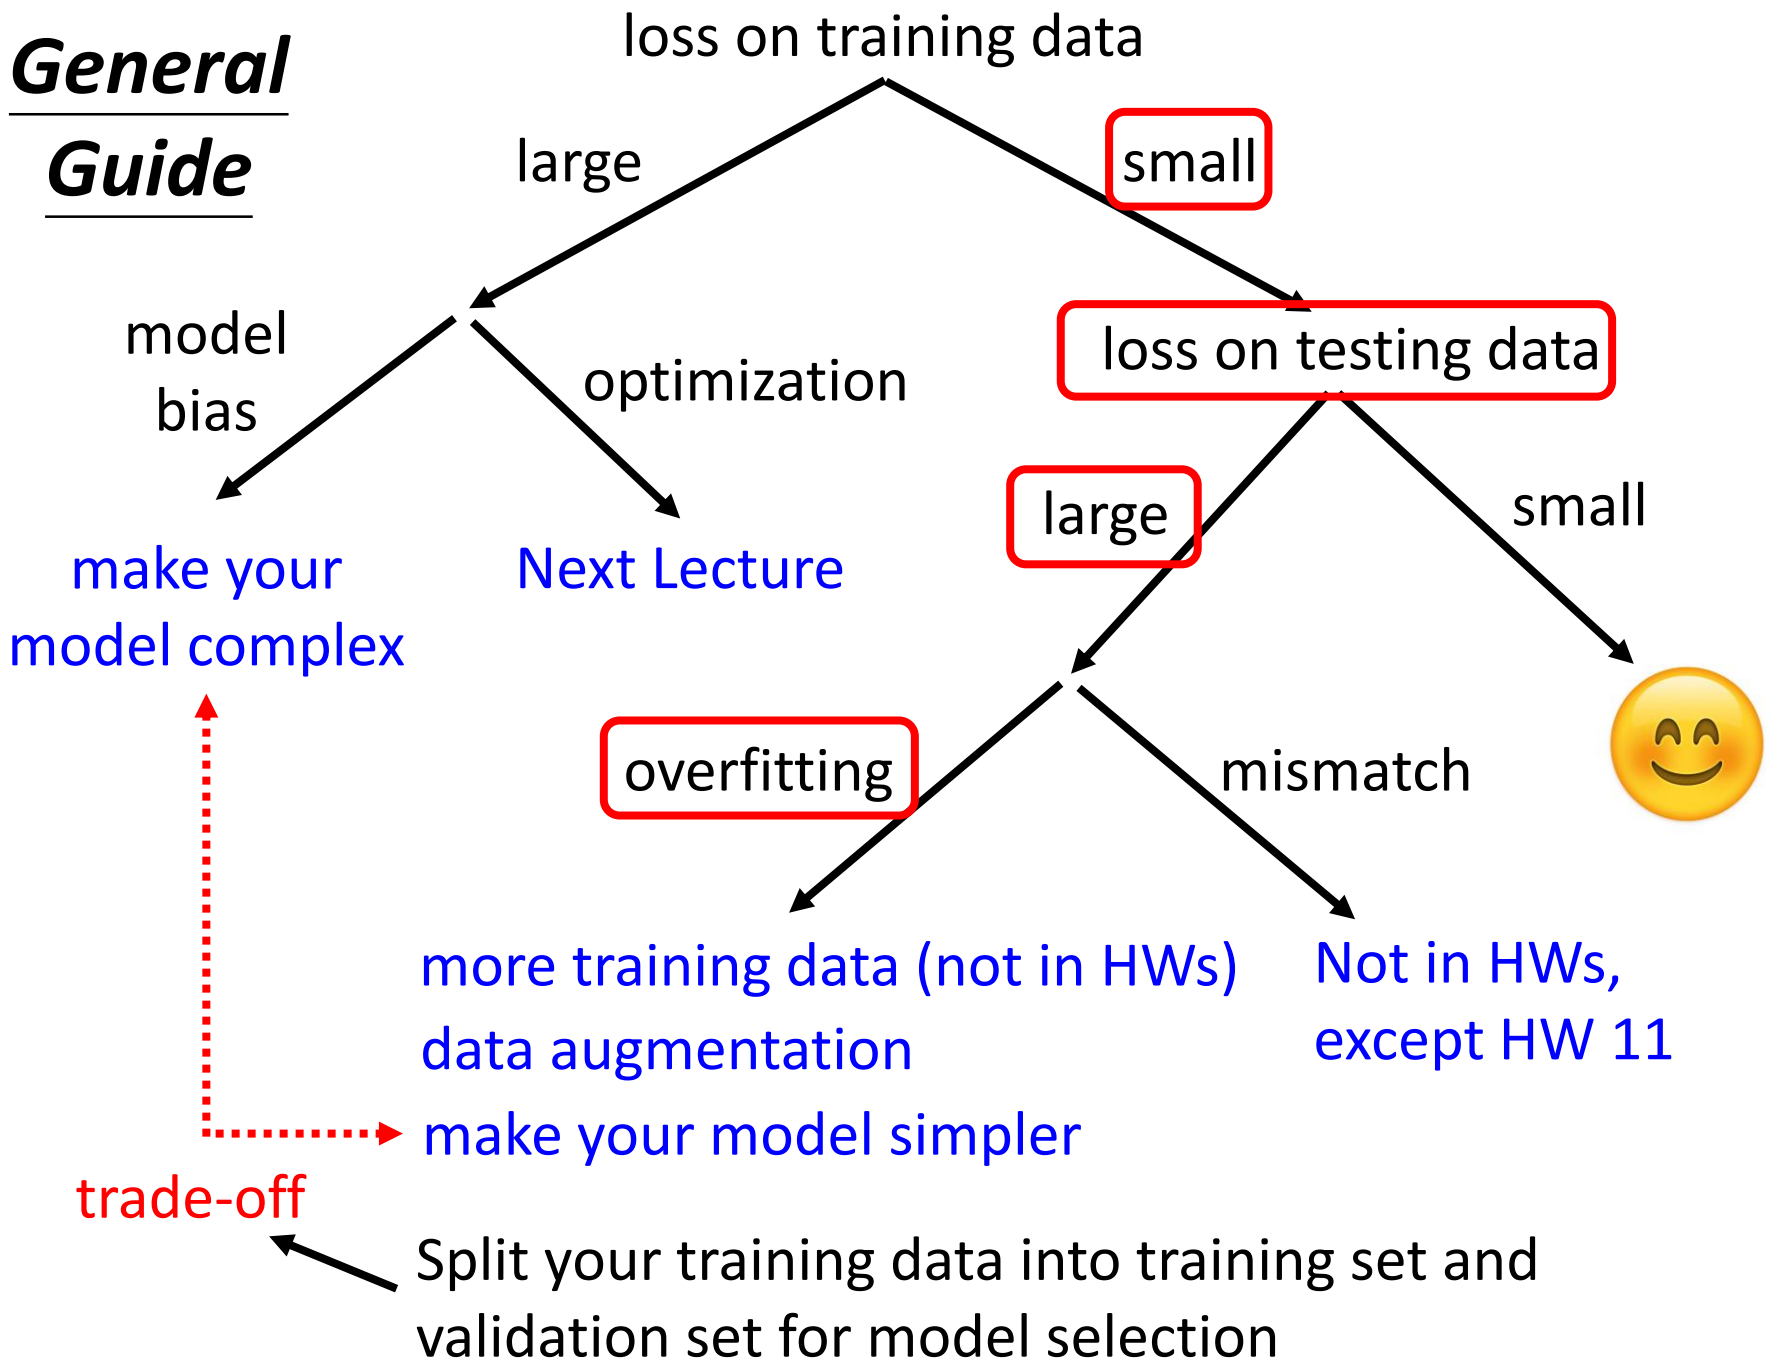 General
Guide
loss on training data
large
small
model
bias
optimization
loss on testing data
make your
model complex
Next Lecture
large
small
overfitting
mismatch
more training data (not in HWs)
data augmentation
make your model simpler
Not in HWs,
except HW 11
trade-off
Split your training data into training set and
validation set for model selection